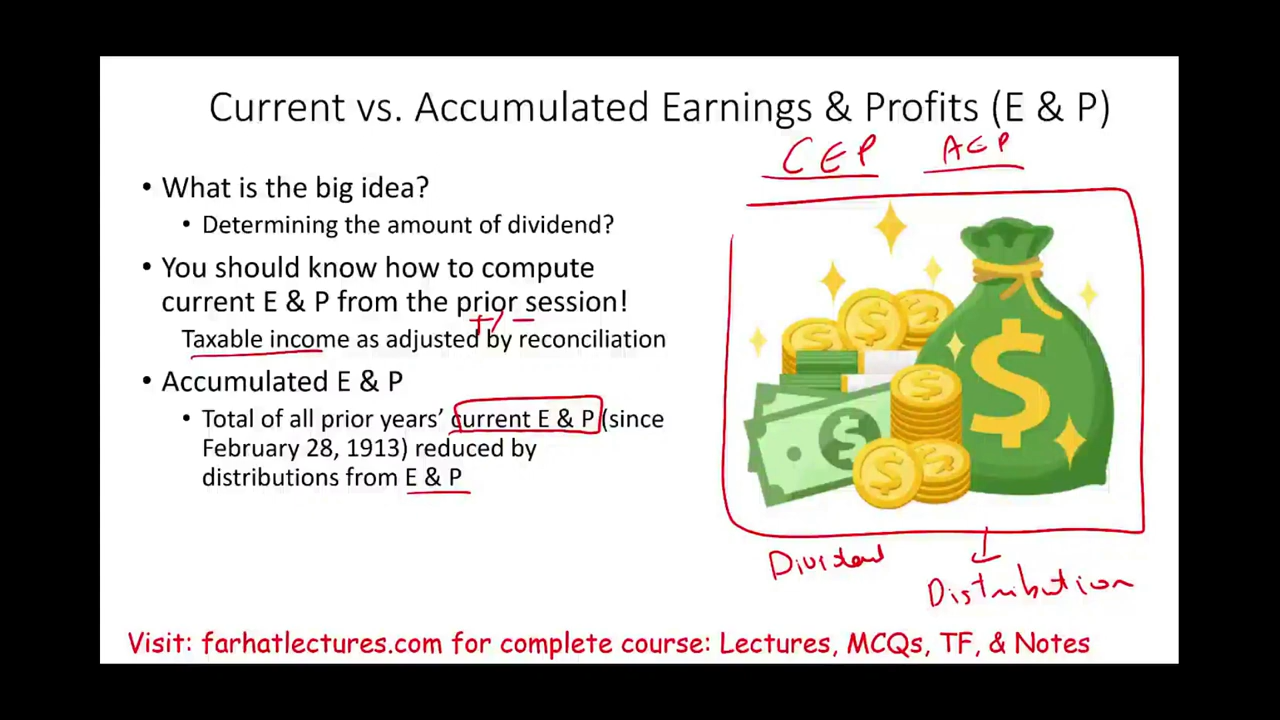 Current vs. Accumulated Earnings & Profits (E & P)
CEP AEP
• What is the big idea?
• Determining the amount of dividend?
• You should know how to compute
current E & P from the prior session!
+/-
Taxable income as adjusted by reconciliation
• Accumulated E & P
• Total of all prior years’ current E & P (since
February 28, 1913) reduced by
distributions from E & P
$ $ $ $ $ $ $ $
Dividend
Distribution
Visit: farhatlectures.com for complete course: Lectures, MCQs, TF, & Notes